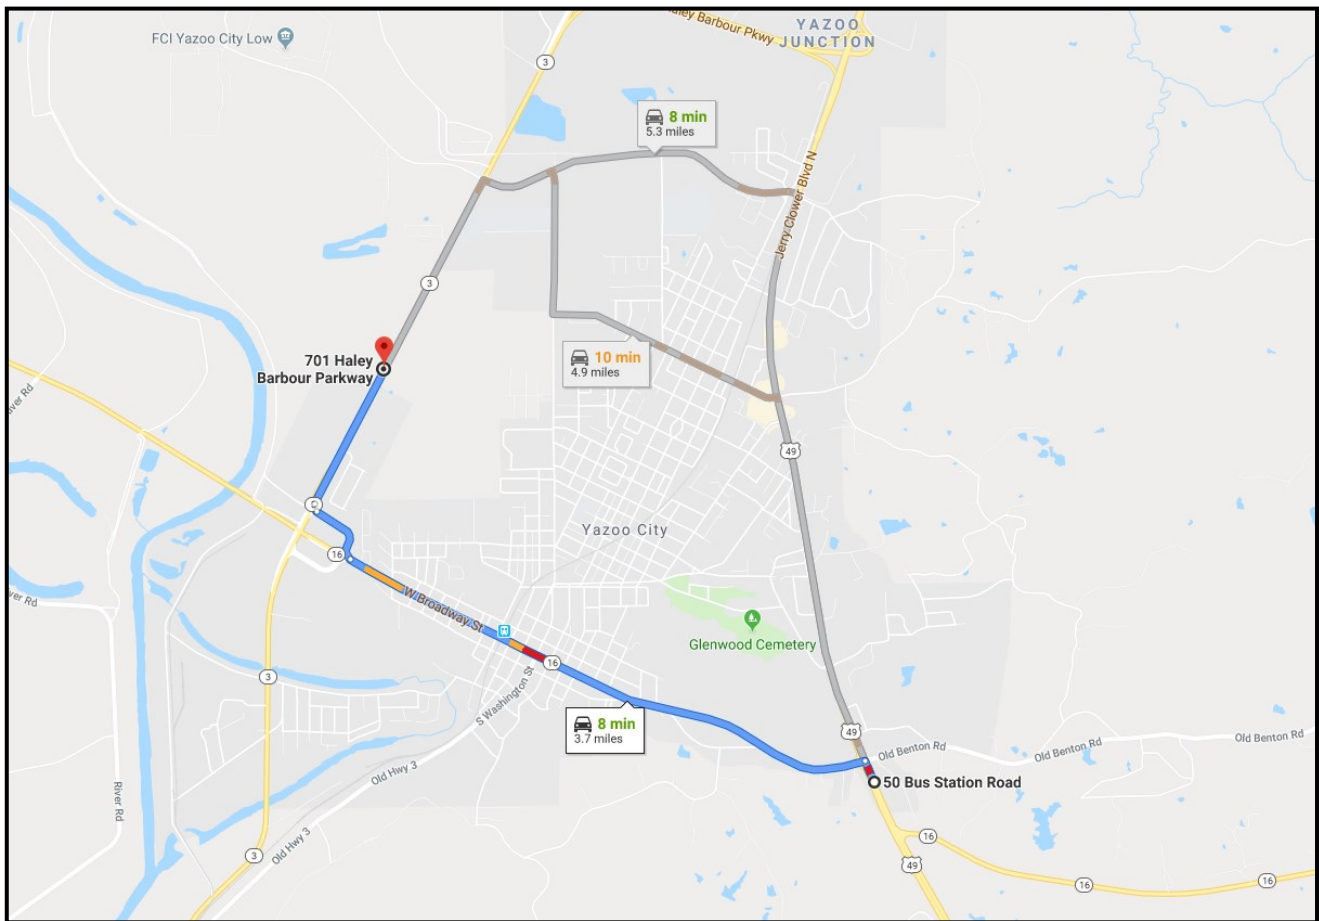 FCI Yazoo City Low
3
Haley Barbour Pkwy
YAZOO
JUNCTION
8 min
5.3 miles
Jerry Clower Blvd N
3
701 Haley
Barbour Parkway
10 min
4.9 miles
River Rd
49
Yazoo City
16
W Broadway St
River Rd
Glenwood Cemetery
16
3
S Washington St
8 min
3.7 miles
49
Old Benton Rd
Old Benton Rd
Old Benton Rd
Old Hwy 3
50 Bus Station Road
River Rd
Old Hwy 3
3
16
49
16
16